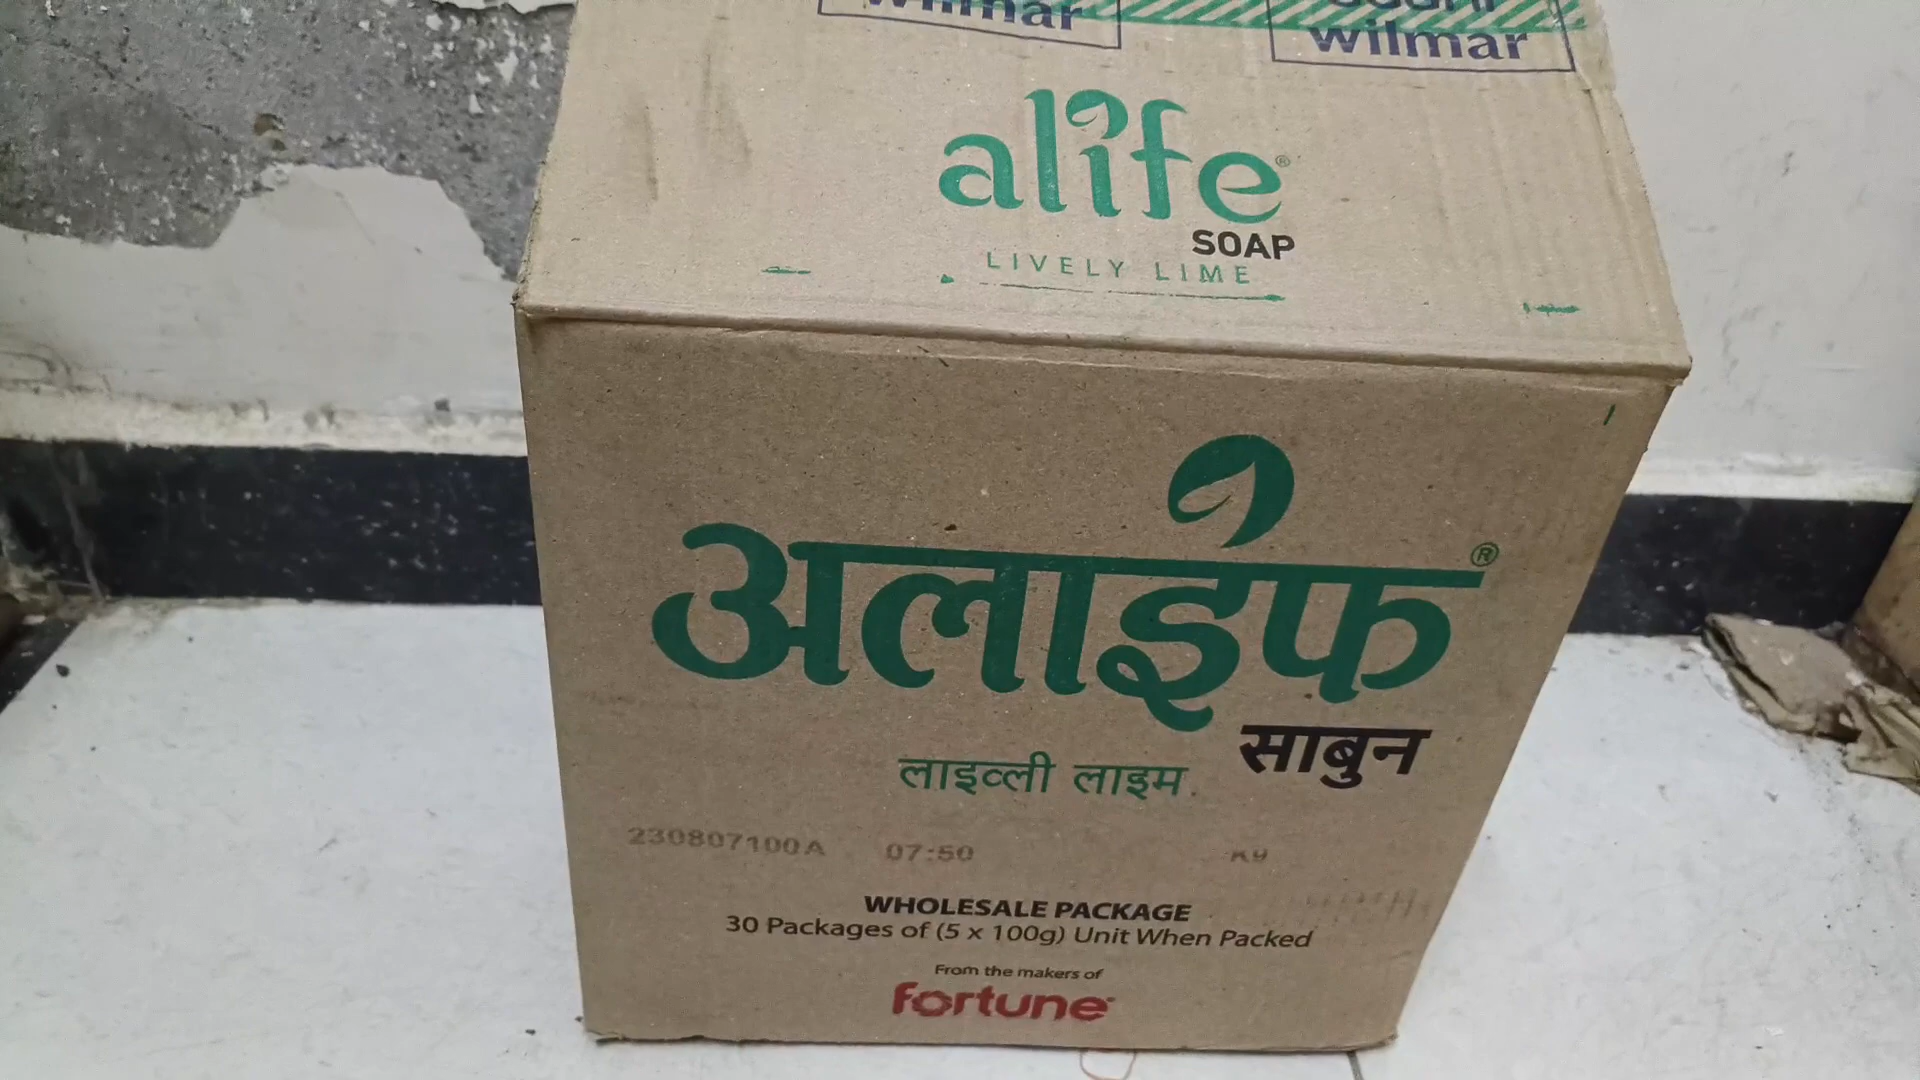 wilmar
wilmar
alife®
SOAP
LIVELY LIME
अलाईफ®
साबुन
लाइव्ली लाइम
230807100A 07:50 K9
WHOLESALE PACKAGE
30 Packages of (5 x 100g) Unit When Packed
From the makers of
fortune